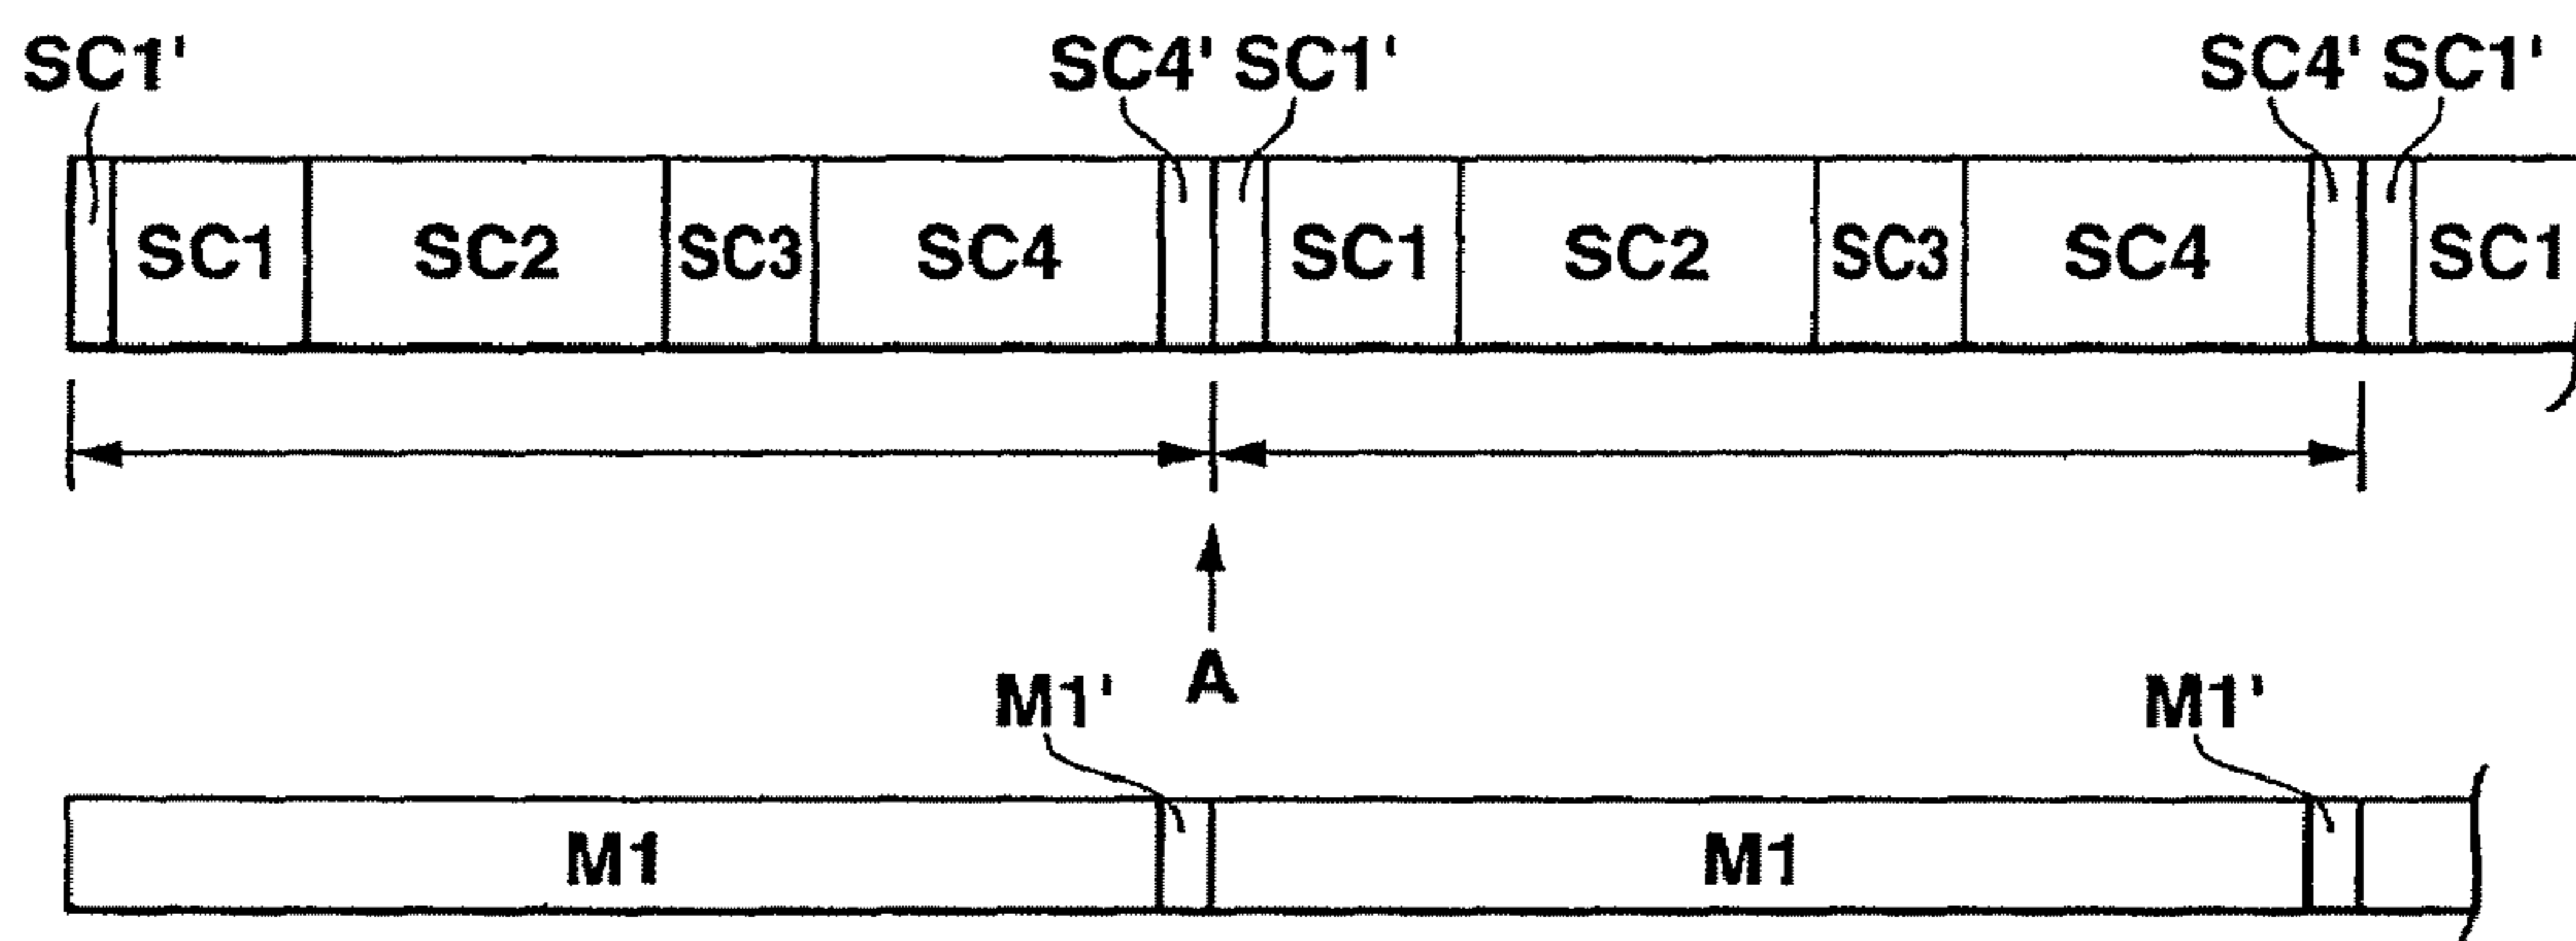 SC1' SC4' SC1' SC4' SC1'
SC1 SC2 SC3 SC4 SC1 SC2 SC3 SC4 SC1
A
M1' M1'
M1 M1